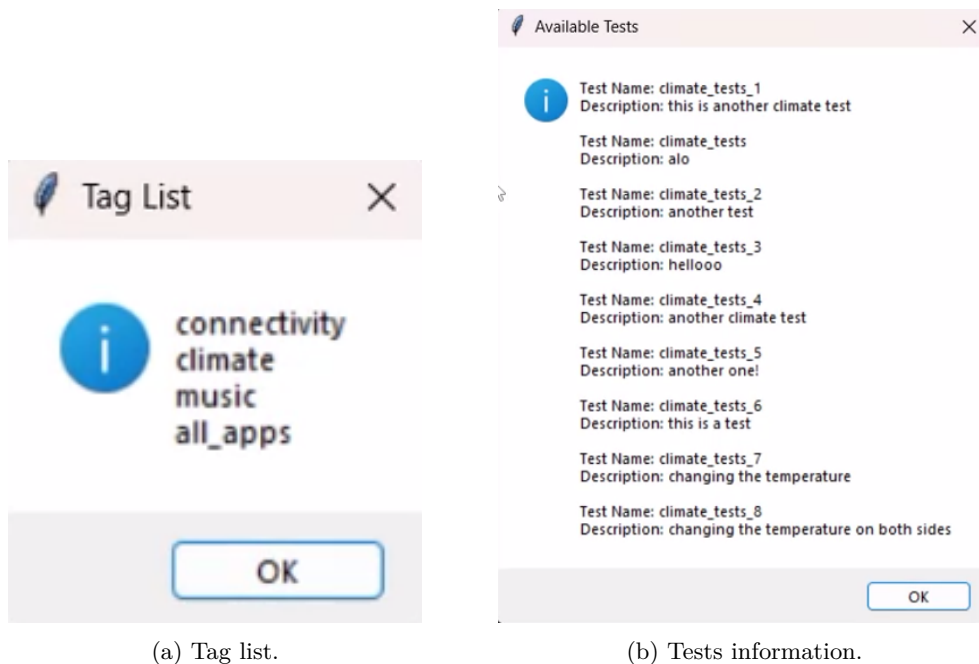 Tag List
connectivity
climate
music
all_apps
OK
(a) Tag list.
Available Tests
Test Name: climate_tests_1
Description: this is another climate test
Test Name: climate_tests
Description: alo
Test Name: climate_tests_2
Description: another test
Test Name: climate_tests_3
Description: hellooo
Test Name: climate_tests_4
Description: another climate test
Test Name: climate_tests_5
Description: another one!
Test Name: climate_tests_6
Description: this is a test
Test Name: climate_tests_7
Description: changing the temperature
Test Name: climate_tests_8
Description: changing the temperature on both sides
OK
(b) Tests information.